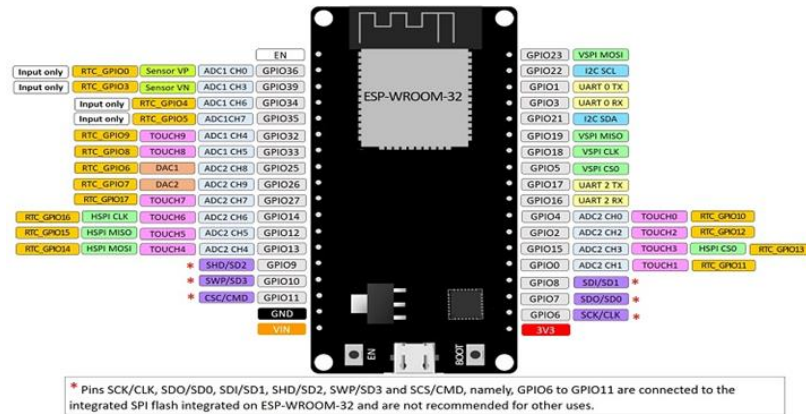 EN
Input only RTC_GPIO0 Sensor VP ADC1 CH0 GPIO36
Input only RTC_GPIO3 Sensor VN ADC1 CH3 GPIO39
Input only RTC_GPIO4 ADC1 CH6 GPIO34
Input only RTC_GPIO5 ADC1CH7 GPIO35
RTC_GPIO9 TOUCH9 ADC1 CH4 GPIO32
RTC_GPIO8 TOUCH8 ADC1 CH5 GPIO33
RTC_GPIO6 DAC1 ADC2 CH8 GPIO25
RTC_GPIO7 DAC2 ADC2 CH9 GPIO26
RTC_GPIO17 TOUCH7 ADC2 CH7 GPIO27
RTC_GPIO16 HSPI CLK TOUCH6 ADC2 CH6 GPIO14
RTC_GPIO15 HSPI MISO TOUCH5 ADC2 CH5 GPIO12
RTC_GPIO14 HSPI MOSI TOUCH4 ADC2 CH4 GPIO13
* SHD/SD2 GPIO9
* SWP/SD3 GPIO10
* CSC/CMD GPIO11
GND
VIN
ESP-WROOM-32
EN
BOOT
GPIO23 VSPI MOSI
GPIO22 I2C SCL
GPIO1 UART 0 TX
GPIO3 UART 0 RX
GPIO21 I2C SDA
GPIO19 VSPI MISO
GPIO18 VSPI CLK
GPIO5 VSPI CS0
GPIO17 UART 2 TX
GPIO16 UART 2 RX
GPIO4 ADC2 CH0 TOUCH0 RTC_GPIO10
GPIO2 ADC2 CH2 TOUCH2 RTC_GPIO12
GPIO15 ADC2 CH3 TOUCH3 HSPI CS0 RTC_GPIO13
GPIO0 ADC2 CH1 TOUCH1 RTC_GPIO11
GPIO8 SDI/SD1 *
GPIO7 SDO/SD0 *
GPIO6 SCK/CLK *
3V3
* Pins SCK/CLK, SDO/SD0, SDI/SD1, SHD/SD2, SWP/SD3 and SCS/CMD, namely, GPIO6 to GPIO11 are connected to the
integrated SPI flash integrated on ESP-WROOM-32 and are not recommended for other uses.